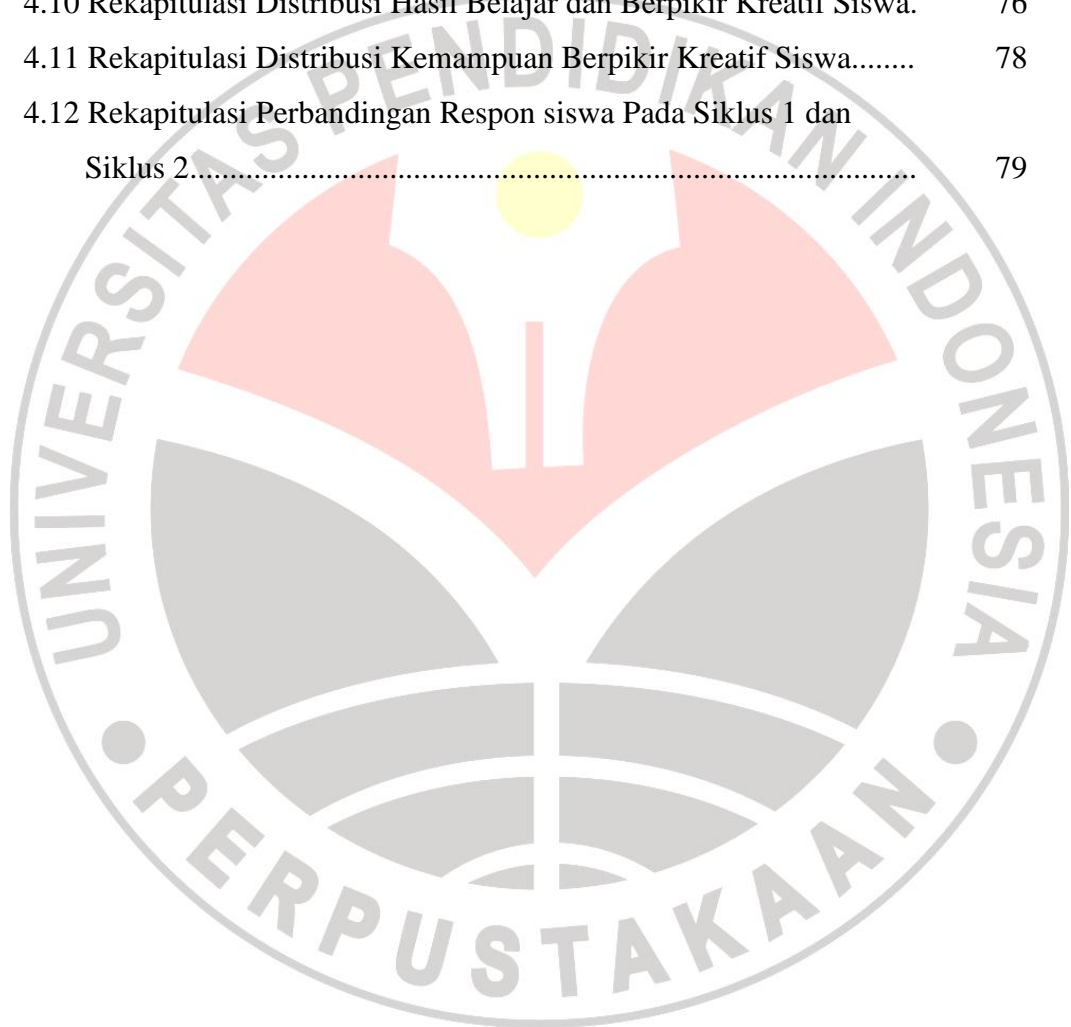 4.10 Rekapitulasi Distribusi Hasil Belajar dan Berpikir Kreatif Siswa. 76
4.11 Rekapitulasi Distribusi Kemampuan Berpikir Kreatif Siswa........ 78
4.12 Rekapitulasi Perbandingan Respon siswa Pada Siklus 1 dan
Siklus 2.......................................................................................... 79
UNIVERSITAS PENDIDIKAN INDONESIA
PERPUSTAKAAN